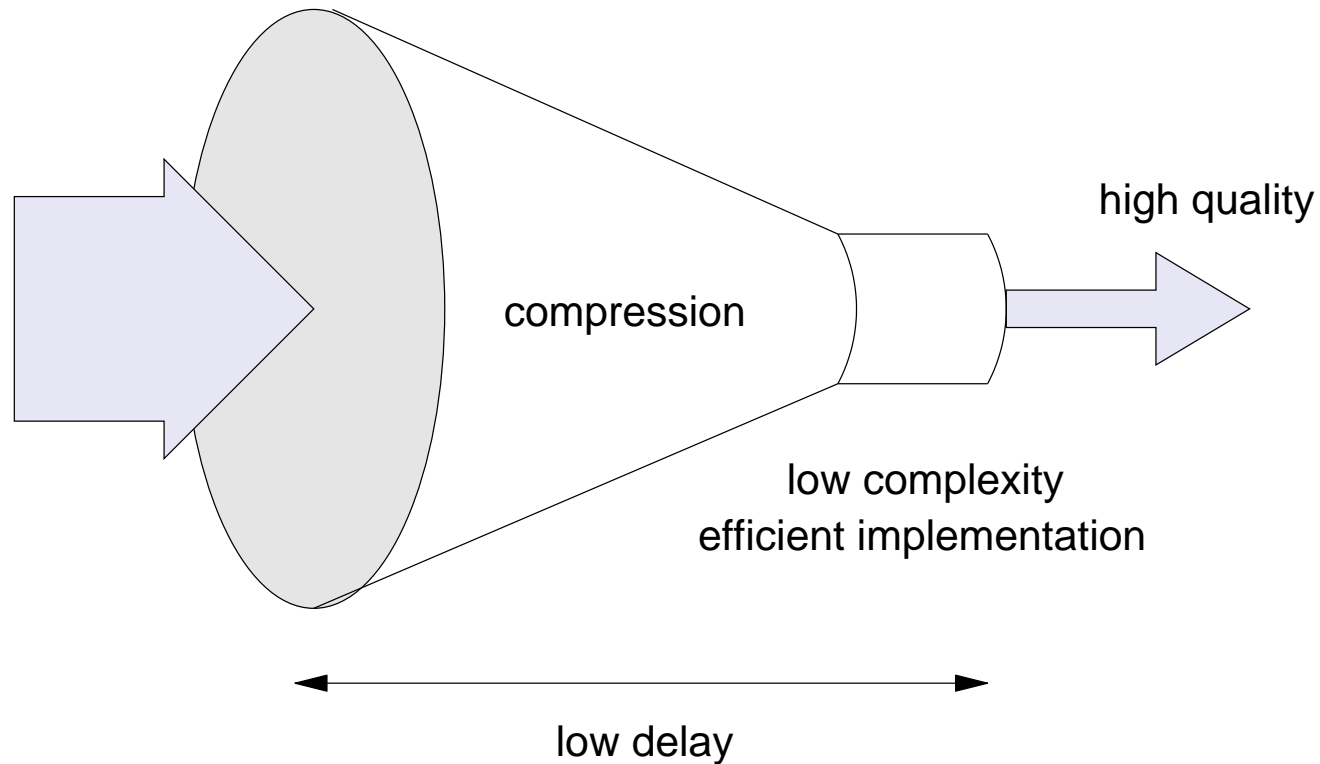 high quality
compression
low complexity
efficient implementation
low delay